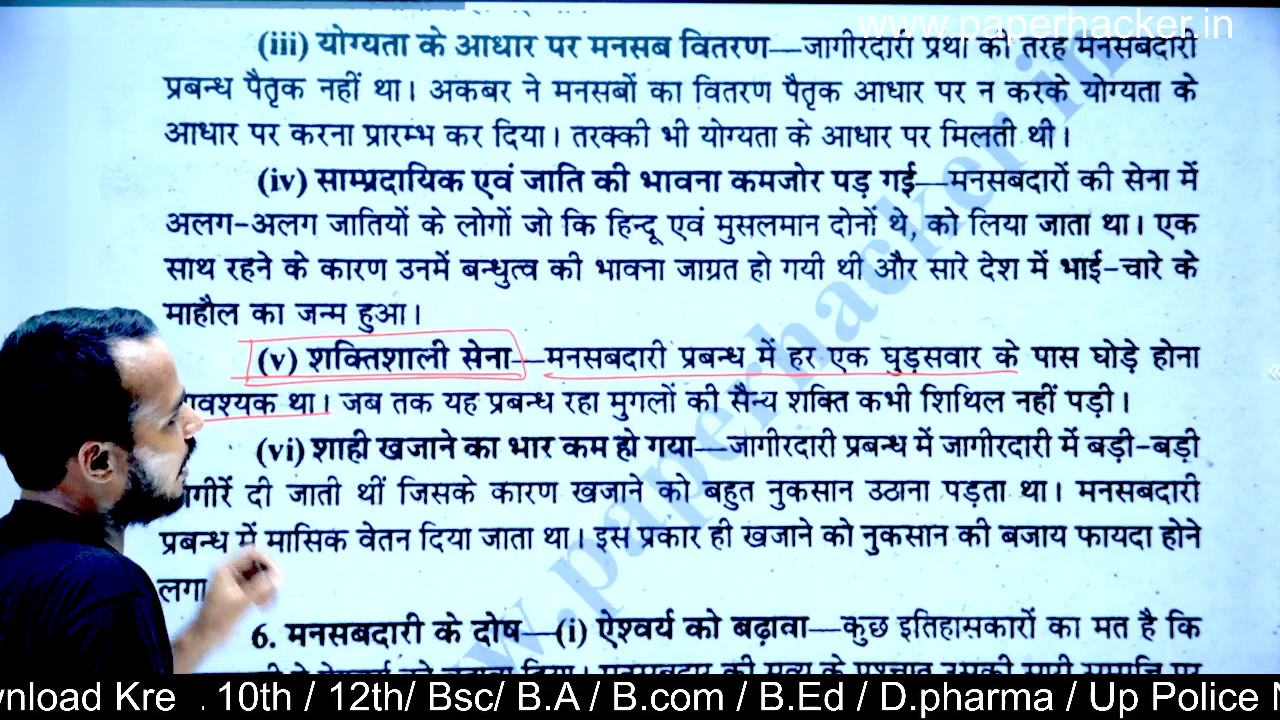 www.paperhacker.in
(iii) योग्यता के आधार पर मनसब वितरण—जागीरदारी प्रथा की तरह मनसबदारी
प्रबन्ध पैतृक नहीं था। अकबर ने मनसबों का वितरण पैतृक आधार पर न करके योग्यता के
आधार पर करना प्रारम्भ कर दिया। तरक्की भी योग्यता के आधार पर मिलती थी।
(iv) साम्प्रदायिक एवं जाति की भावना कमजोर पड़ गई—मनसबदारों की सेना में
अलग-अलग जातियों के लोगों जो कि हिन्दू एवं मुसलमान दोनों थे, को लिया जाता था। एक
साथ रहने के कारण उनमें बन्धुत्व की भावना जाग्रत हो गयी थी और सारे देश में भाई-चारे के
माहौल का जन्म हुआ।
(v) शक्तिशाली सेना—मनसबदारी प्रबन्ध में हर एक घुड़सवार के पास घोड़े होना
वश्यक था। जब तक यह प्रबन्ध रहा मुगलों की सैन्य शक्ति कभी शिथिल नहीं पड़ी।
(vi) शाही खजाने का भार कम हो गया—जागीरदारी प्रबन्ध में जागीरदारी में बड़ी-बड़ी
गीरें दी जाती थीं जिसके कारण खजाने को बहुत नुकसान उठाना पड़ता था। मनसबदारी
प्रबन्ध में मासिक वेतन दिया जाता था। इस प्रकार ही खजाने को नुकसान की बजाय फायदा होने
लगा
6. मनसबदारी के दोष—(i) ऐश्वर्य को बढ़ावा—कुछ इतिहासकारों का मत है कि
w.paperhacker.in
wnload Kre . 10th / 12th/ Bsc/ B.A / B.com / B.Ed / D.pharma / Up Police N